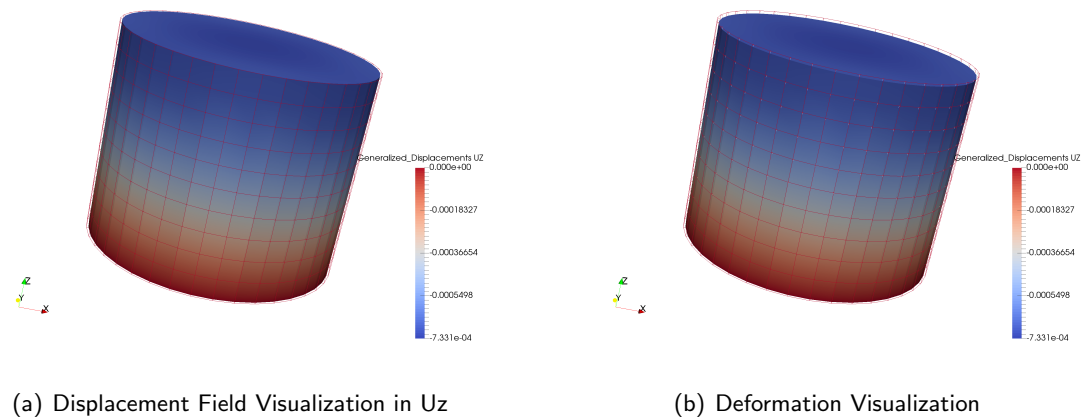 Generalized_Displacements UZ
0.000e+00
-0.00018327
-0.00036654
-0.0005498
-7.331e-04
Z
Y
X
(a) Displacement Field Visualization in Uz
Generalized_Displacements UZ
0.000e+00
-0.00018327
-0.00036654
-0.0005498
-7.331e-04
Z
Y
X
(b) Deformation Visualization